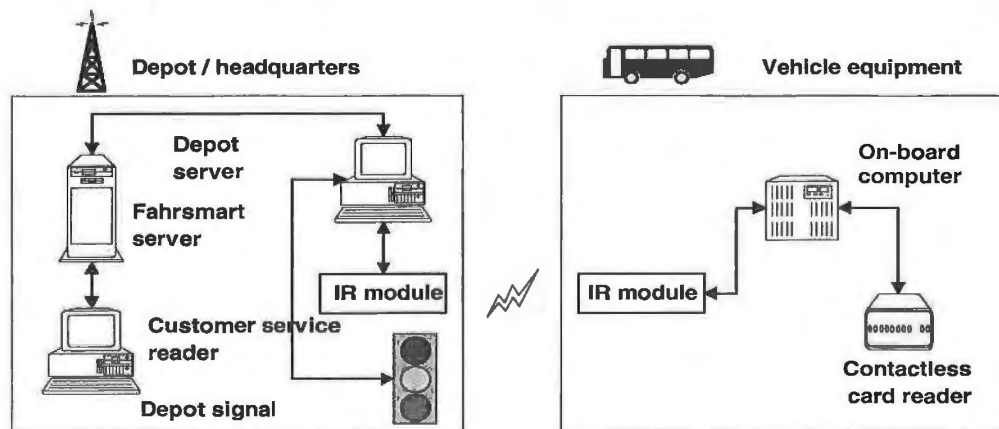 Depot / headquarters
Depot
server
Fahrsmart
server
IR module
Customer service
reader
Depot signal
Vehicle equipment
On-board
computer
IR module
Contactless
card reader